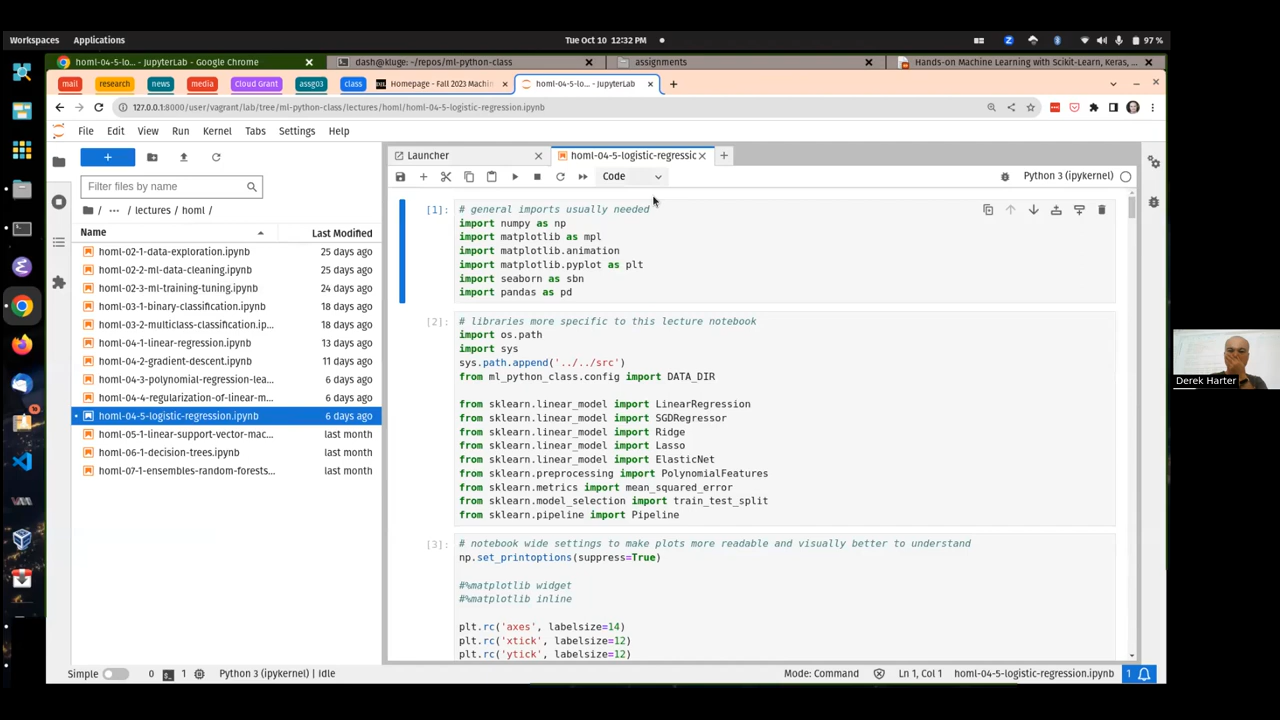 Workspaces Applications Tue Oct 10 12:32 PM 97 %
homl-04-5-lo... - JupyterLab - Google Chrome dash@kluge: ~/repos/ml-python-class assignments Hands-on Machine Learning with Scikit-Learn, Keras, ...
mail research news media Cloud Grant assg03 class Homepage - Fall 2023 Machin homl-04-5-lo... - JupyterLab
127.0.0.1:8000/user/vagrant/lab/tree/ml-python-class/lectures/homl/homl-04-5-logistic-regression.ipynb
File Edit View Run Kernel Tabs Settings Help
Launcher homl-04-5-logistic-regressic
Code Python 3 (ipykernel)
Filter files by name
/ ... / lectures / homl /
Name Last Modified
homl-02-1-data-exploration.ipynb 25 days ago
homl-02-2-ml-data-cleaning.ipynb 25 days ago
homl-02-3-ml-training-tuning.ipynb 24 days ago
homl-03-1-binary-classification.ipynb 18 days ago
homl-03-2-multiclass-classification.ip... 18 days ago
homl-04-1-linear-regression.ipynb 13 days ago
homl-04-2-gradient-descent.ipynb 11 days ago
homl-04-3-polynomial-regression-lea... 6 days ago
homl-04-4-regularization-of-linear-m... 6 days ago
homl-04-5-logistic-regression.ipynb 6 days ago
homl-05-1-linear-support-vector-mac... last month
homl-06-1-decision-trees.ipynb last month
homl-07-1-ensembles-random-forests... last month
[1]: # general imports usually needed
import numpy as np
import matplotlib as mpl
import matplotlib.animation
import matplotlib.pyplot as plt
import seaborn as sbn
import pandas as pd
[2]: # libraries more specific to this lecture notebook
import os.path
import sys
sys.path.append('../../src')
from ml_python_class.config import DATA_DIR
from sklearn.linear_model import LinearRegression
from sklearn.linear_model import SGDRegressor
from sklearn.linear_model import Ridge
from sklearn.linear_model import Lasso
from sklearn.linear_model import ElasticNet
from sklearn.preprocessing import PolynomialFeatures
from sklearn.metrics import mean_squared_error
from sklearn.model_selection import train_test_split
from sklearn.pipeline import Pipeline
[3]: # notebook wide settings to make plots more readable and visually better to understand
np.set_printoptions(suppress=True)
#%matplotlib widget
#%matplotlib inline
plt.rc('axes', labelsize=14)
plt.rc('xtick', labelsize=12)
plt.rc('ytick', labelsize=12)
Derek Harter
Simple 0 1 Python 3 (ipykernel) | Idle Mode: Command Ln 1, Col 1 homl-04-5-logistic-regression.ipynb 1